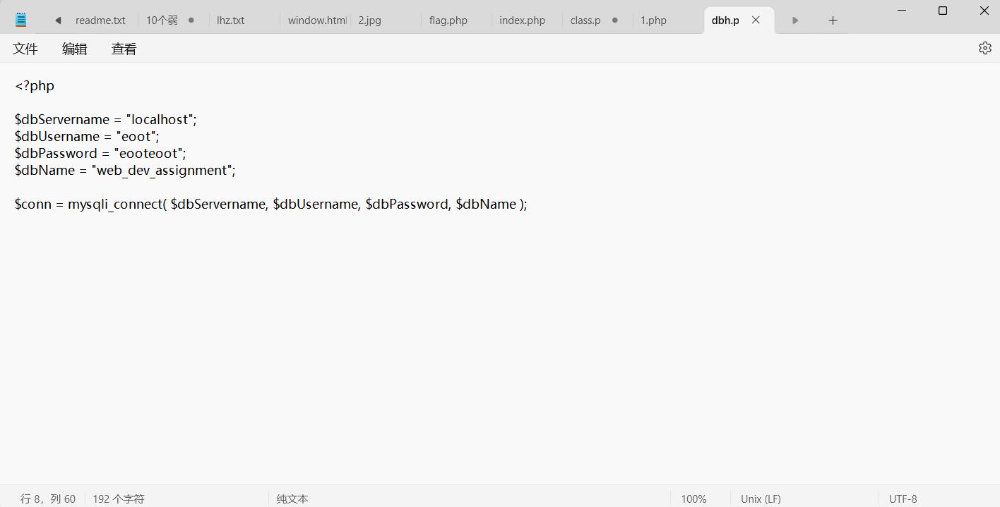 readme.txt 10个弱 lhz.txt window.html 2.jpg flag.php index.php class.p 1.php dbh.p
文件 编辑 查看
<?php
$dbServername = "localhost";
$dbUsername = "eoot";
$dbPassword = "eooteoot";
$dbName = "web_dev_assignment";
$conn = mysqli_connect( $dbServername, $dbUsername, $dbPassword, $dbName );
行 8，列 60 192 个字符 纯文本 100% Unix (LF) UTF-8